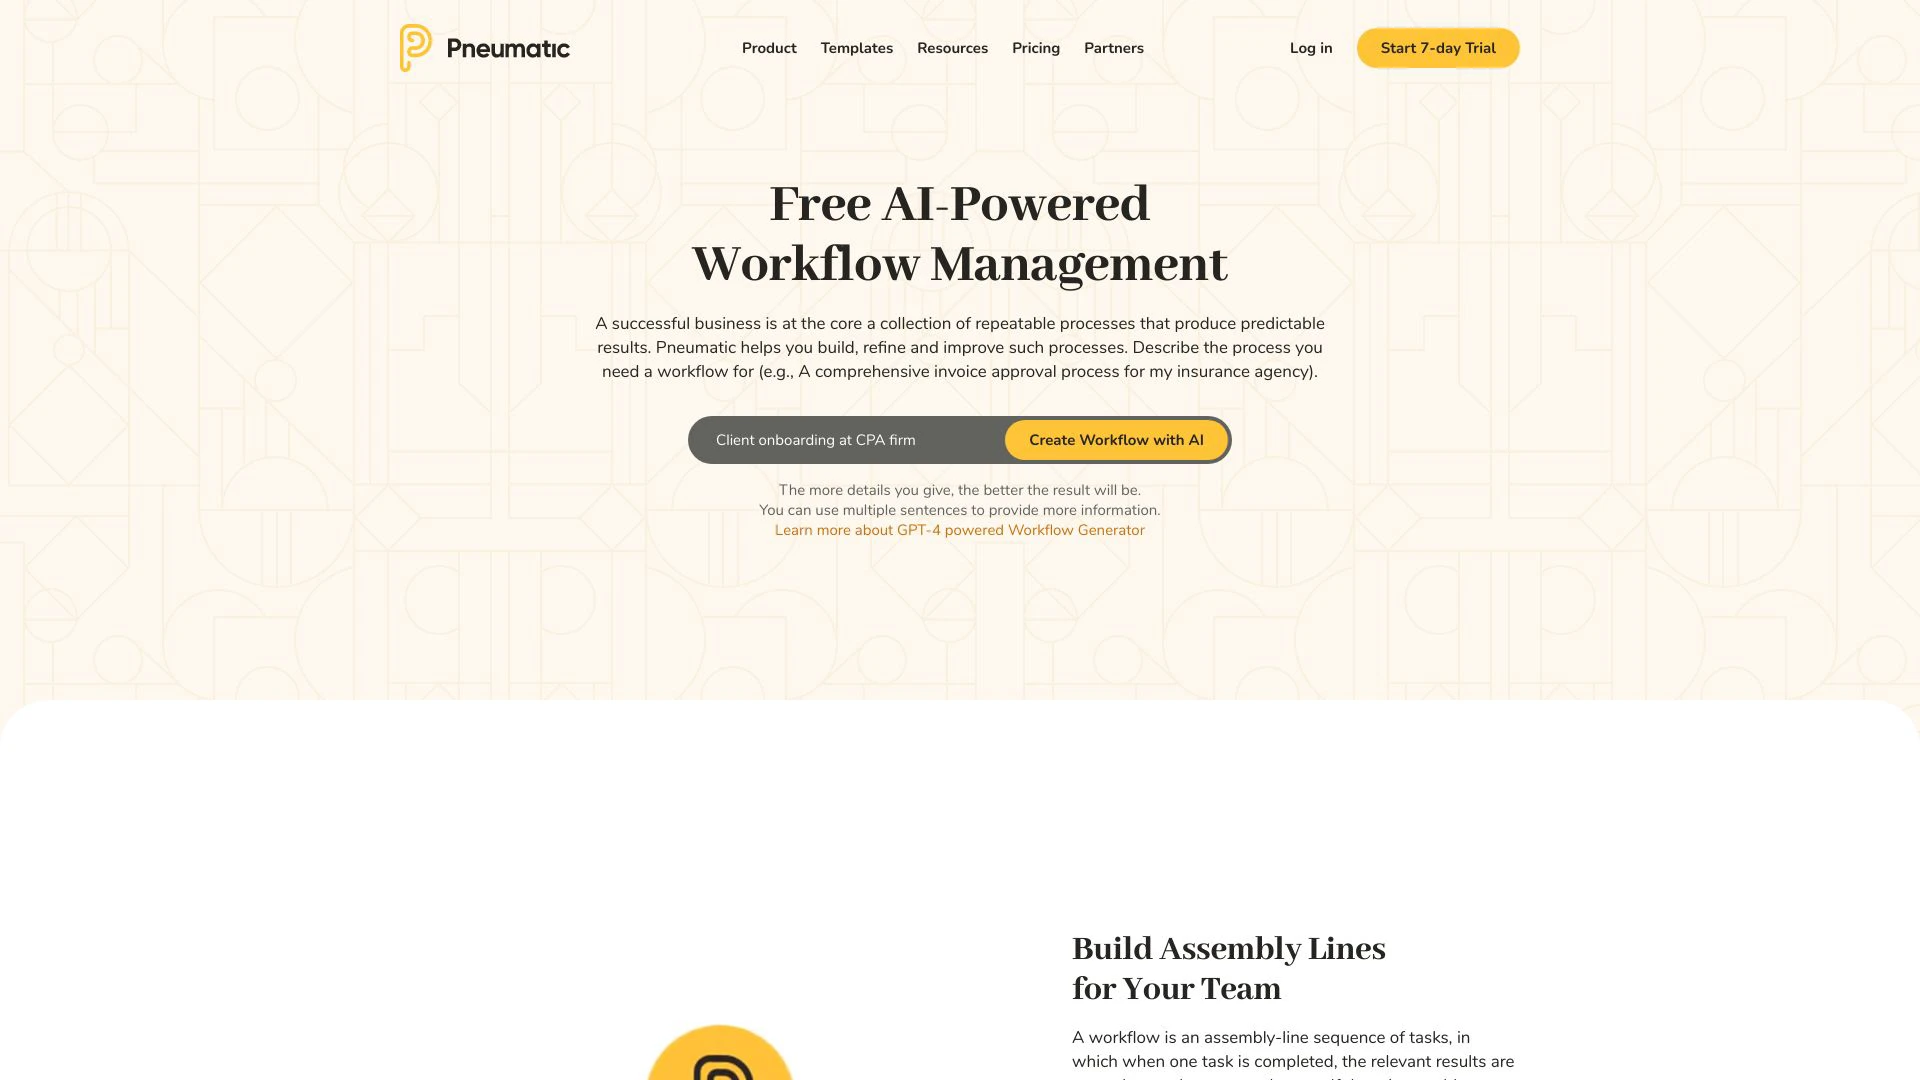 Pneumatic
Product Templates Resources Pricing Partners
Log in
Start 7-day Trial
Free AI-Powered
Workflow Management
A successful business is at the core a collection of repeatable processes that produce predictable
results. Pneumatic helps you build, refine and improve such processes. Describe the process you
need a workflow for (e.g., A comprehensive invoice approval process for my insurance agency).
Client onboarding at CPA firm
Create Workflow with AI
The more details you give, the better the result will be.
You can use multiple sentences to provide more information.
Learn more about GPT-4 powered Workflow Generator
Build Assembly Lines
for Your Team
A workflow is an assembly-line sequence of tasks, in
which when one task is completed, the relevant results are